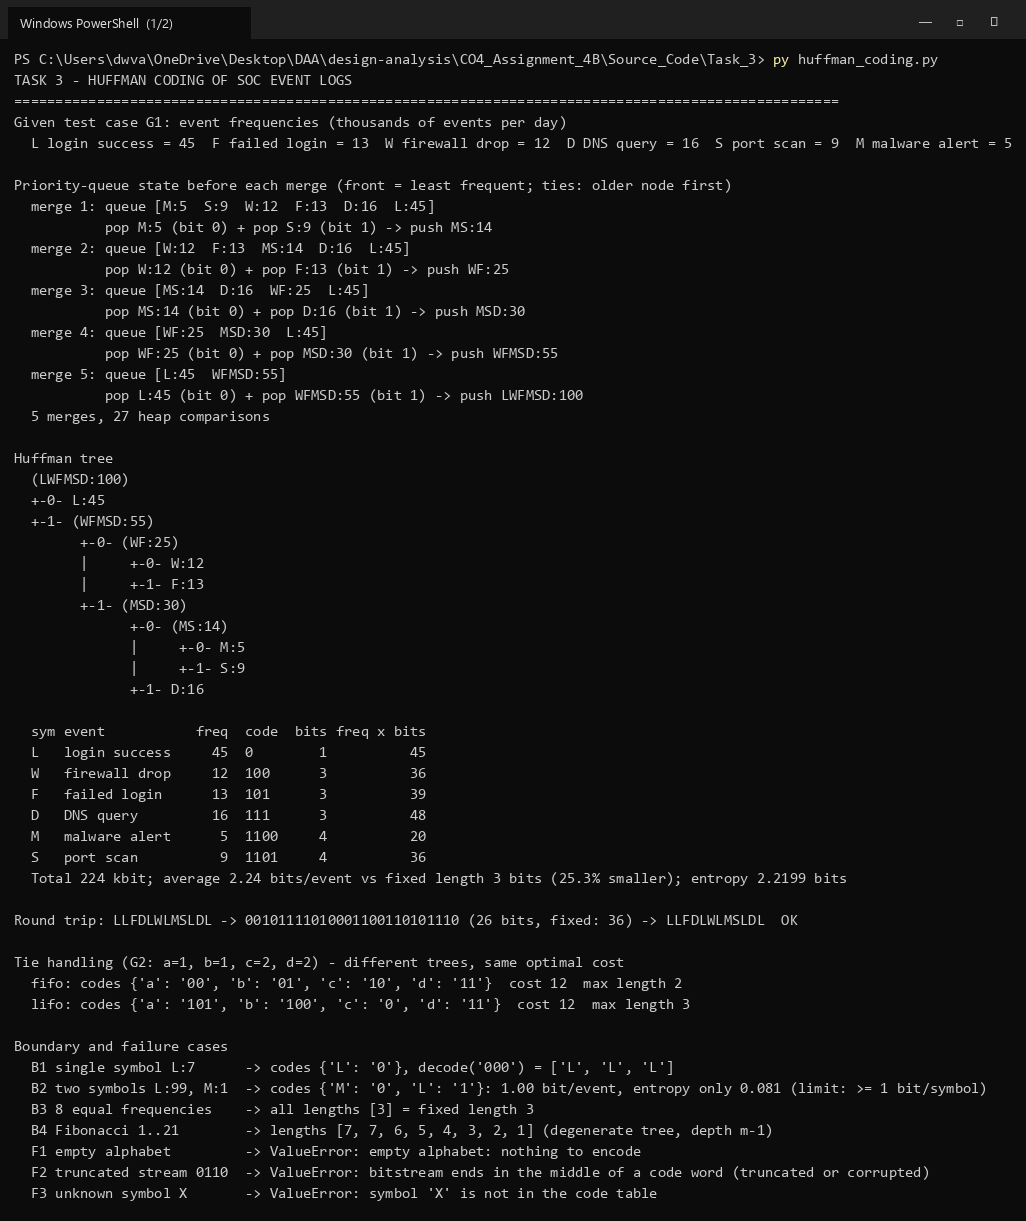 Windows PowerShell  (1/2)
PS C:\Users\dwva\OneDrive\Desktop\DAA\design-analysis\CO4_Assignment_4B\Source_Code\Task_3> py huffman_coding.py
TASK 3 - HUFFMAN CODING OF SOC EVENT LOGS
====================================================================================================
Given test case G1: event frequencies (thousands of events per day)
  L login success = 45  F failed login = 13  W firewall drop = 12  D DNS query = 16  S port scan = 9  M malware alert = 5

Priority-queue state before each merge (front = least frequent; ties: older node first)
  merge 1: queue [M:5  S:9  W:12  F:13  D:16  L:45]
           pop M:5 (bit 0) + pop S:9 (bit 1) -> push MS:14
  merge 2: queue [W:12  F:13  MS:14  D:16  L:45]
           pop W:12 (bit 0) + pop F:13 (bit 1) -> push WF:25
  merge 3: queue [MS:14  D:16  WF:25  L:45]
           pop MS:14 (bit 0) + pop D:16 (bit 1) -> push MSD:30
  merge 4: queue [WF:25  MSD:30  L:45]
           pop WF:25 (bit 0) + pop MSD:30 (bit 1) -> push WFMSD:55
  merge 5: queue [L:45  WFMSD:55]
           pop L:45 (bit 0) + pop WFMSD:55 (bit 1) -> push LWFMSD:100
  5 merges, 27 heap comparisons

Huffman tree
  (LWFMSD:100)
  +-0- L:45
  +-1- (WFMSD:55)
        +-0- (WF:25)
        |     +-0- W:12
        |     +-1- F:13
        +-1- (MSD:30)
              +-0- (MS:14)
              |     +-0- M:5
              |     +-1- S:9
              +-1- D:16

  sym event           freq  code  bits freq x bits
  L   login success     45  0        1          45
  W   firewall drop     12  100      3          36
  F   failed login      13  101      3          39
  D   DNS query         16  111      3          48
  M   malware alert      5  1100     4          20
  S   port scan          9  1101     4          36
  Total 224 kbit; average 2.24 bits/event vs fixed length 3 bits (25.3% smaller); entropy 2.2199 bits

Round trip: LLFDLWLMSLDL -> 00101111010001100110101110 (26 bits, fixed: 36) -> LLFDLWLMSLDL  OK

Tie handling (G2: a=1, b=1, c=2, d=2) - different trees, same optimal cost
  fifo: codes {'a': '00', 'b': '01', 'c': '10', 'd': '11'}  cost 12  max length 2
  lifo: codes {'a': '101', 'b': '100', 'c': '0', 'd': '11'}  cost 12  max length 3

Boundary and failure cases
  B1 single symbol L:7      -> codes {'L': '0'}, decode('000') = ['L', 'L', 'L']
  B2 two symbols L:99, M:1  -> codes {'M': '0', 'L': '1'}: 1.00 bit/event, entropy only 0.081 (limit: >= 1 bit/symbol)
  B3 8 equal frequencies    -> all lengths [3] = fixed length 3
  B4 Fibonacci 1..21        -> lengths [7, 7, 6, 5, 4, 3, 2, 1] (degenerate tree, depth m-1)
  F1 empty alphabet         -> ValueError: empty alphabet: nothing to encode
  F2 truncated stream 0110  -> ValueError: bitstream ends in the middle of a code word (truncated or corrupted)
  F3 unknown symbol X       -> ValueError: symbol 'X' is not in the code table